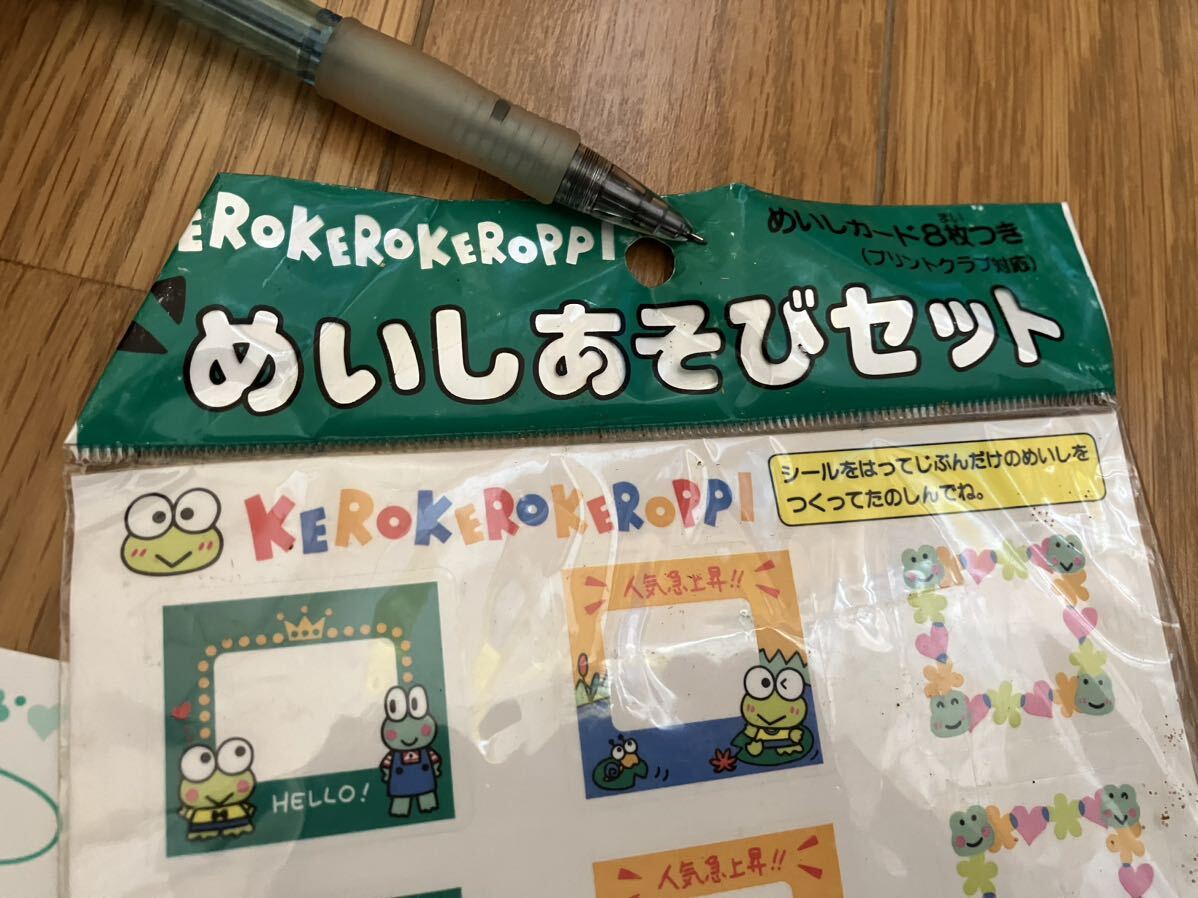 EROKEROKEROPPI
めいしカード8枚つき
まい
(プリントクラブ対応)
めいしあそびセット
KEROKEROKEROPPI
シールをはってじぶんだけのめいしを
つくってたのしんでね。
人気急上昇!!
HELLO!
人気急上昇!!